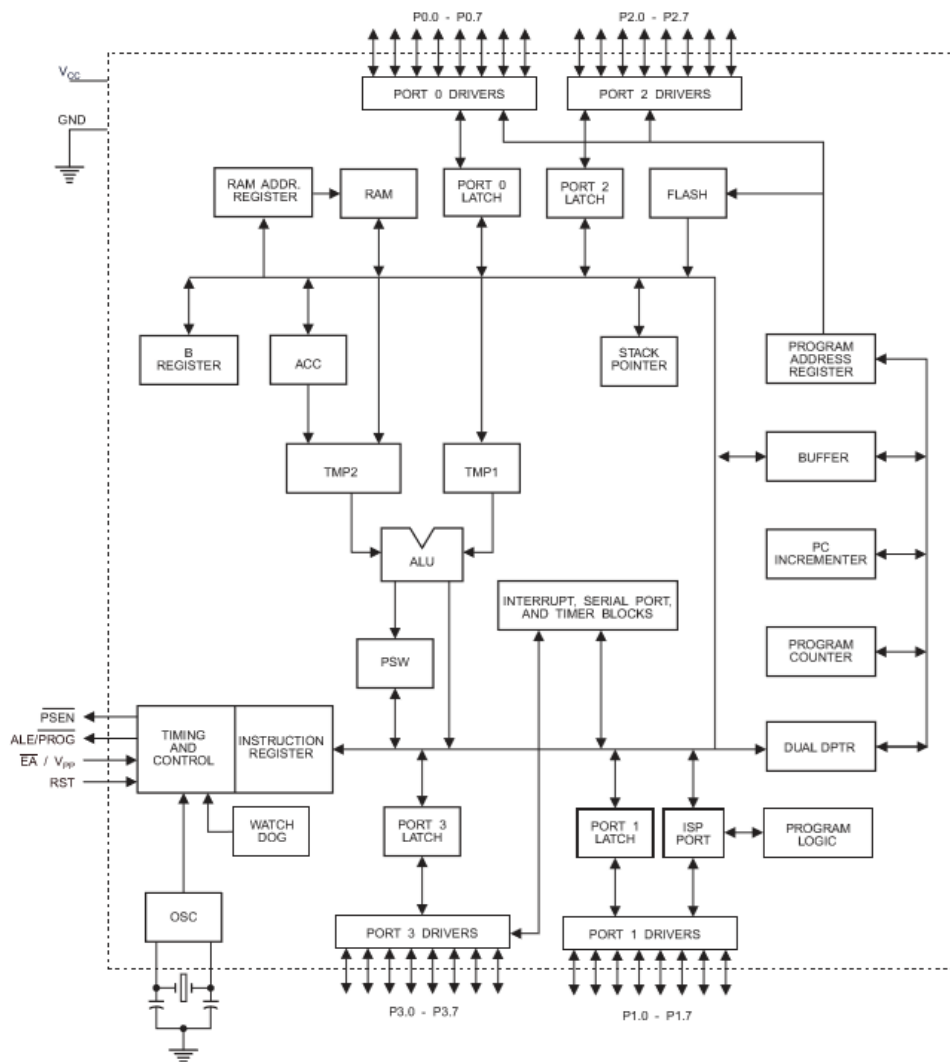 P0.0 - P0.7
P2.0 - P2.7
VCC
PORT 0 DRIVERS
PORT 2 DRIVERS
GND
RAM ADDR.
REGISTER
RAM
PORT 0
LATCH
PORT 2
LATCH
FLASH
B
REGISTER
ACC
STACK
POINTER
PROGRAM
ADDRESS
REGISTER
TMP2
TMP1
BUFFER
ALU
PC
INCREMENTER
INTERRUPT, SERIAL PORT,
AND TIMER BLOCKS
PSW
PROGRAM
COUNTER
PSEN
ALE/PROG
EA / VPP
RST
TIMING
AND
CONTROL
INSTRUCTION
REGISTER
DUAL DPTR
WATCH
DOG
PORT 3
LATCH
PORT 1
LATCH
ISP
PORT
PROGRAM
LOGIC
OSC
PORT 3 DRIVERS
PORT 1 DRIVERS
P3.0 - P3.7
P1.0 - P1.7